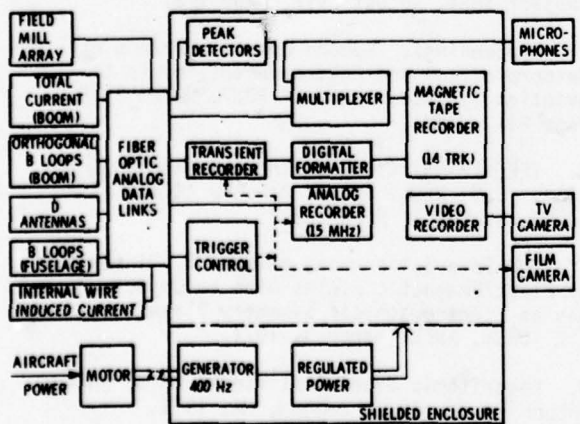 FIELD
MILL
ARRAY
TOTAL
CURRENT
(BOOM)
ORTHOGONAL
B LOOPS
(BOOM)
D
ANTENNAS
B LOOPS
(FUSELAGE)
INTERNAL WIRE
INDUCED CURRENT
FIBER
OPTIC
ANALOG
DATA
LINKS
PEAK
DETECTORS
MULTIPLEXER
MAGNETIC
TAPE
RECORDER
(14 TRK)
MICRO-
PHONES
TRANSIENT
RECORDER
DIGITAL
FORMATTER
ANALOG
RECORDER
(15 MHz)
VIDEO
RECORDER
TV
CAMERA
TRIGGER
CONTROL
FILM
CAMERA
AIRCRAFT
POWER
MOTOR
GENERATOR
400 Hz
REGULATED
POWER
SHIELDED ENCLOSURE